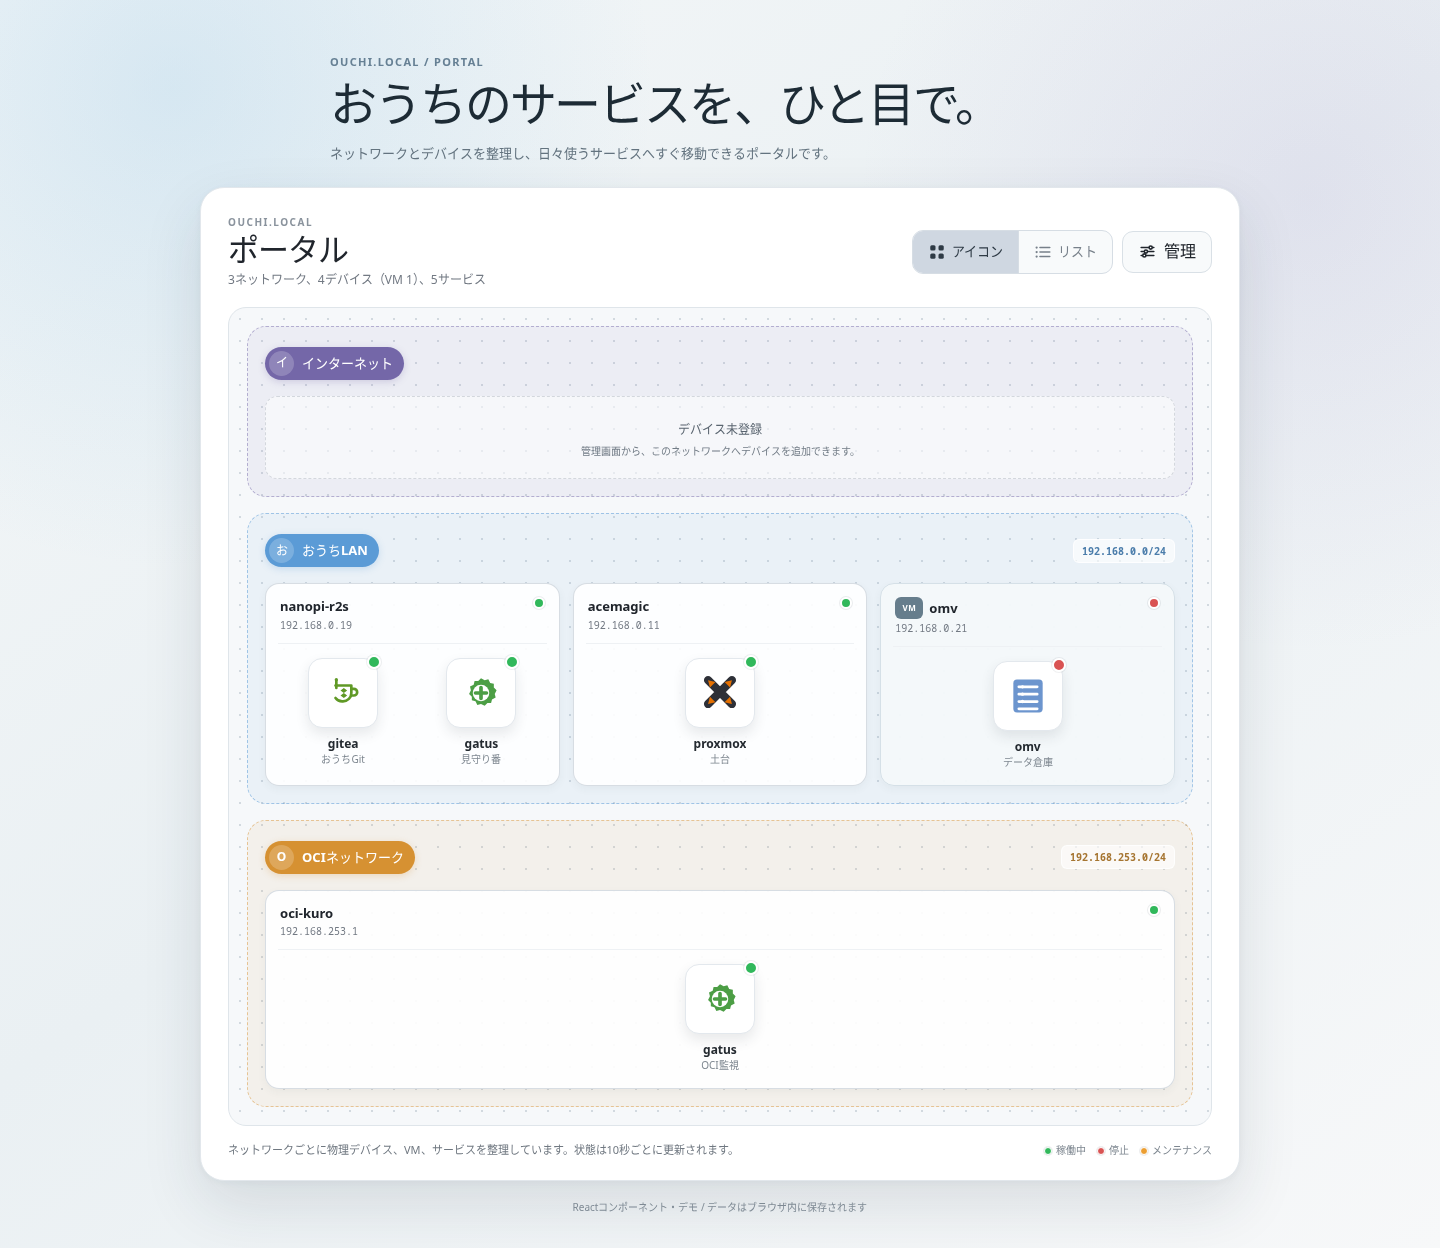 OUCHI.LOCAL / PORTAL
おうちのサービスを、ひと目で。
ネットワークとデバイスを整理し、日々使うサービスへすぐ移動できるポータルです。
OUCHI.LOCAL
ポータル
3ネットワーク、4デバイス（VM 1）、5サービス
アイコン
リスト
管理
イ インターネット
デバイス未登録
管理画面から、このネットワークへデバイスを追加できます。
お おうちLAN
192.168.0.0/24
nanopi-r2s
192.168.0.19
gitea
おうちGit
gatus
見守り番
acemagic
192.168.0.11
proxmox
土台
VM omv
192.168.0.21
omv
データ倉庫
O OCIネットワーク
192.168.253.0/24
oci-kuro
192.168.253.1
gatus
OCI監視
ネットワークごとに物理デバイス、VM、サービスを整理しています。状態は10秒ごとに更新されます。
稼働中
停止
メンテナンス
Reactコンポーネント・デモ / データはブラウザ内に保存されます